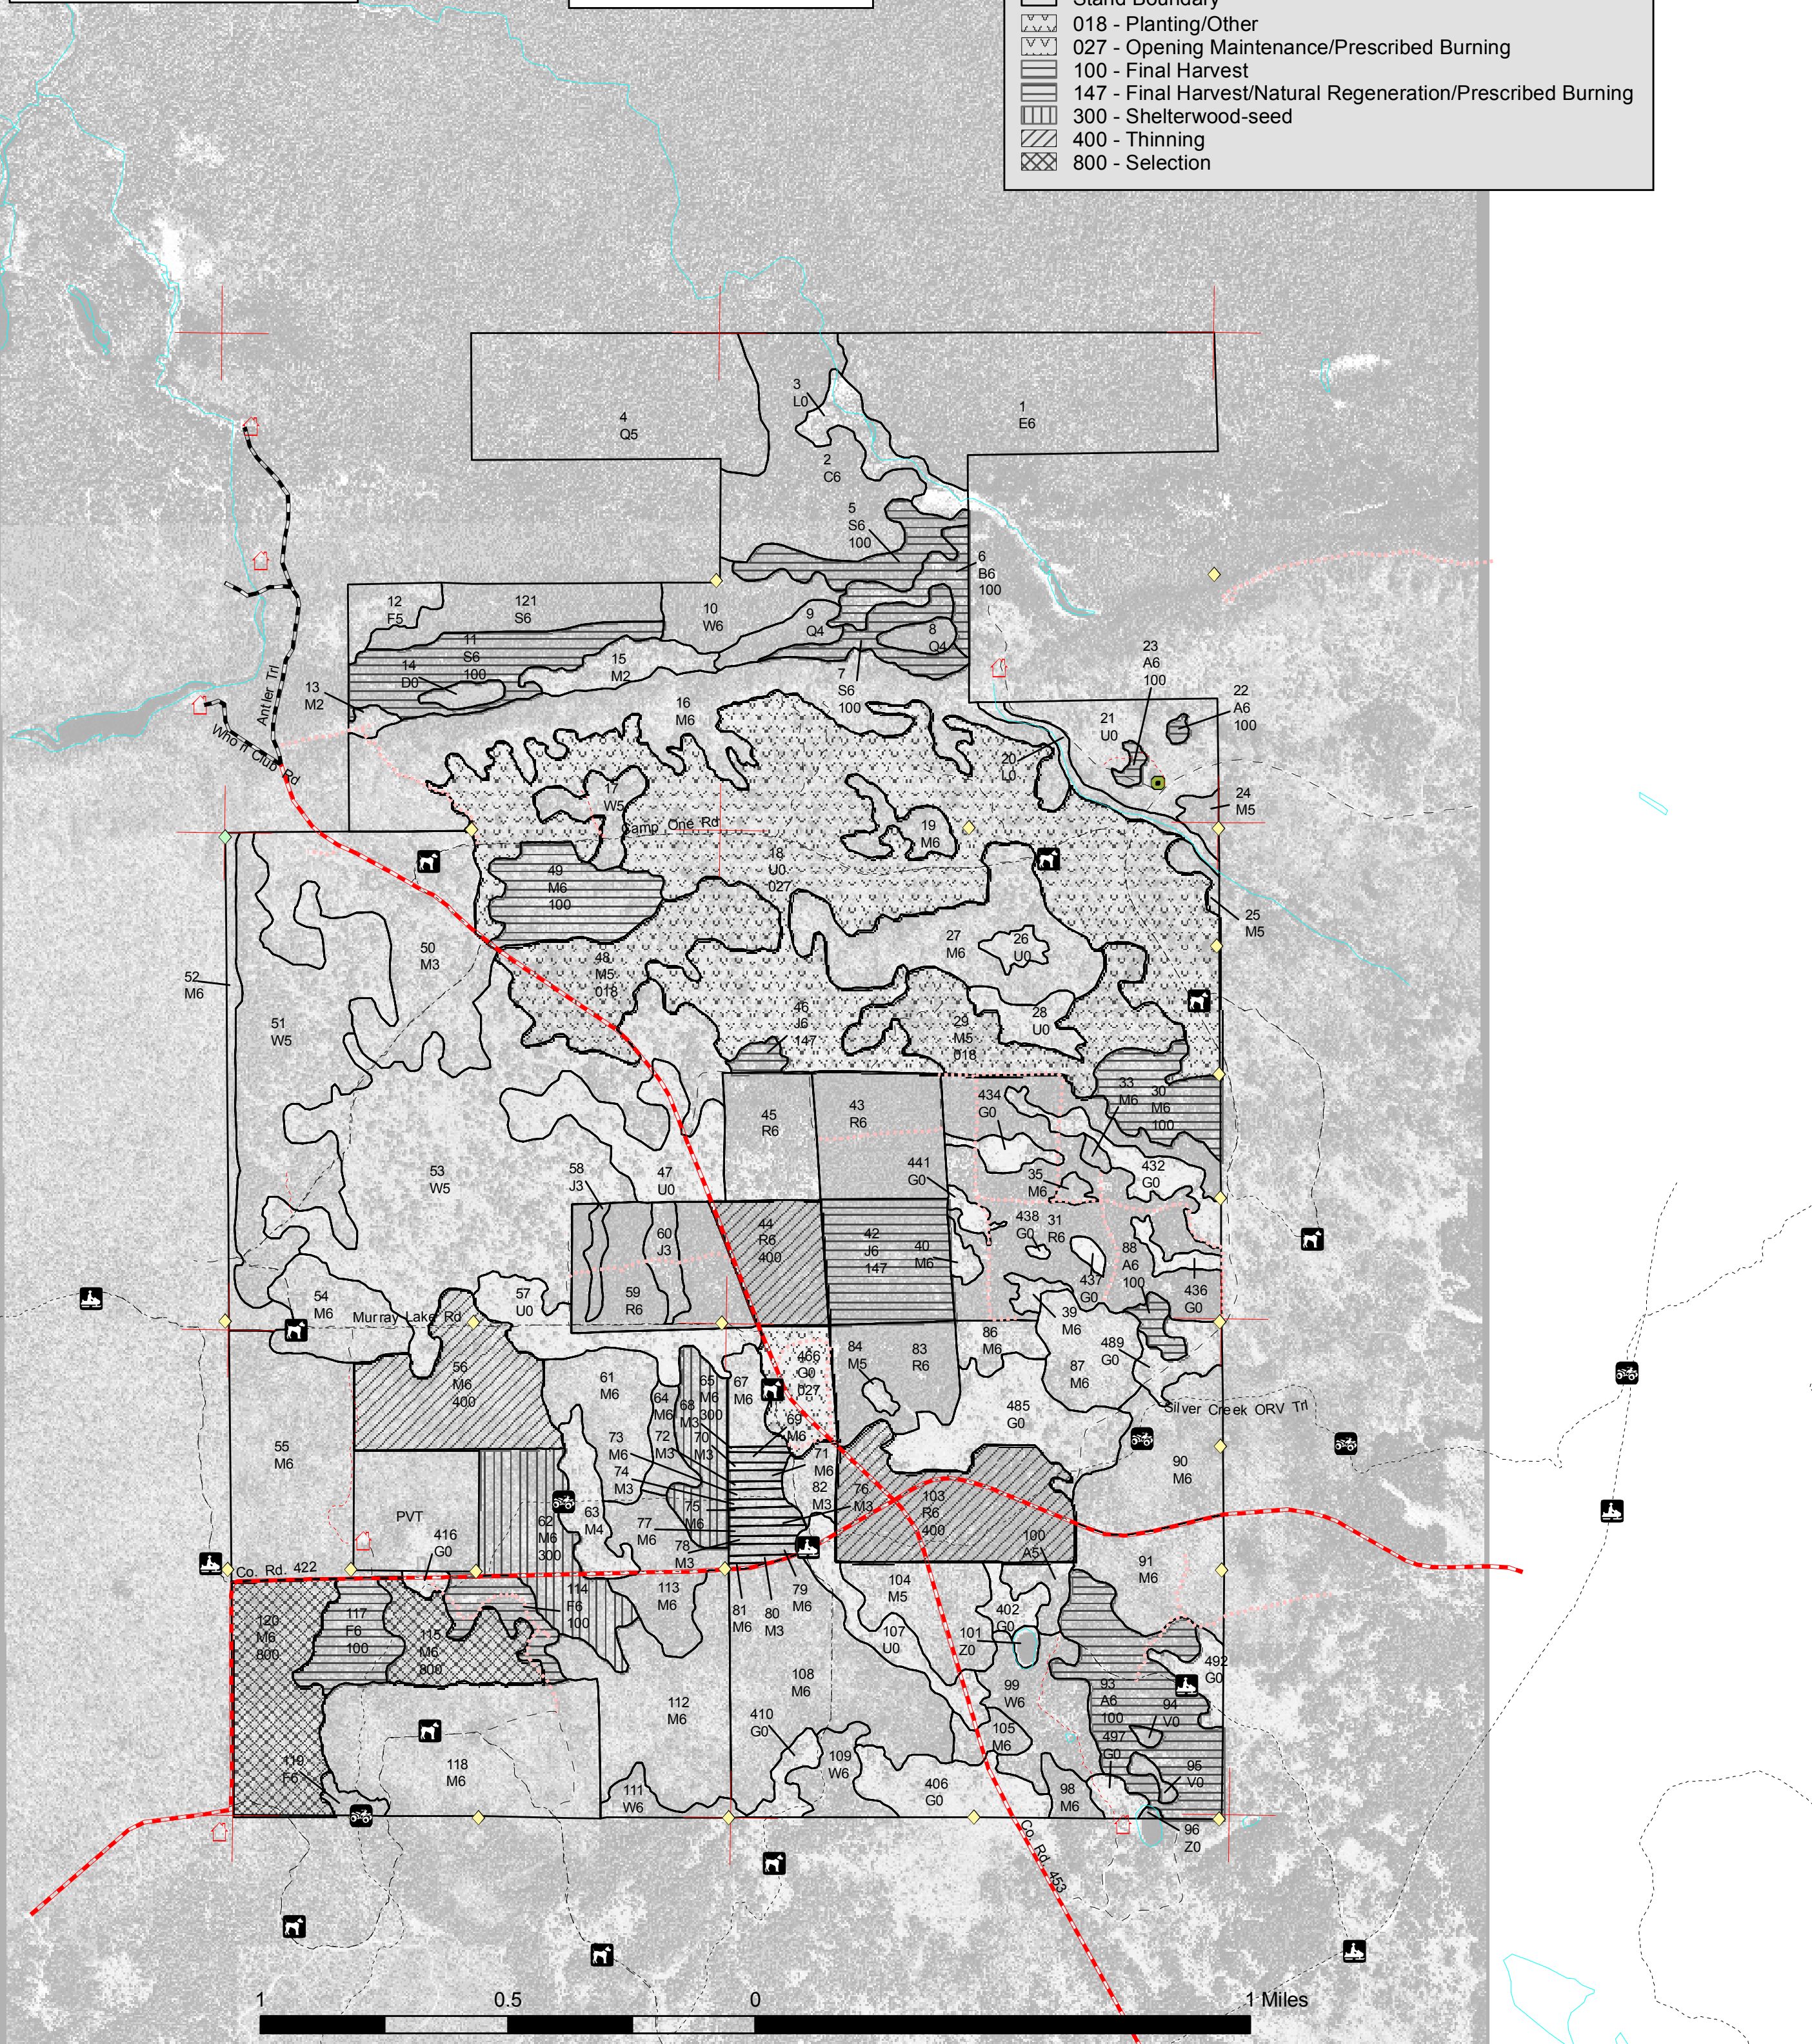 Stand Boundary
018 - Planting/Other
027 - Opening Maintenance/Prescribed Burning
100 - Final Harvest
147 - Final Harvest/Natural Regeneration/Prescribed Burning
300 - Shelterwood-seed
400 - Thinning
800 - Selection
3
L0
1
E6
4
Q5
2
C6
5
S6
100
6
B6
100
12
F5
121
S6
10
W6
9
Q4
8
Q4
11
S6
100
14
D0
15
M2
13
M2
7
S6
100
16
M6
23
A6
100
22
A6
100
21
U0
20
L0
24
M5
Antler Trl
Who n Club Rd
17
W5
Camp One Rd
19
M6
18
U0
027
49
M6
100
25
M5
50
M3
27
M6
26
U0
52
M6
48
M5
018
51
W5
46
J6
147
28
U0
29
M5
018
33
M6
30
M6
100
434
G0
45
R6
43
R6
441
G0
432
G0
35
M6
53
W5
58
J3
47
U0
60
J3
44
R6
400
42
J6
147
40
M6
438
G0
31
R6
88
A6
100
437
G0
436
G0
59
R6
54
M6
57
U0
Murray Lake Rd
39
M6
86
M6
489
G0
84
M5
83
R6
87
M6
466
G0
027
56
M6
400
61
M6
65
M6
300
67
M6
64
M6
68
M3
69
M6
485
G0
Silver Creek ORV Trl
73
M6
72
M3
70
M3
71
M6
74
M3
82
M3
76
M3
90
M6
55
M6
103
R6
400
75
M6
PVT
416
G0
62
M6
300
63
M4
77
M6
78
M3
100
A5
91
M6
Co. Rd. 422
114
F6
100
113
M6
79
M6
81
M6
80
M3
104
M5
402
G0
120
M6
800
117
F6
100
115
M6
800
107
U0
101
Z0
492
G0
108
M6
99
W6
93
A6
100
94
V0
112
M6
410
G0
105
M6
497
G0
109
W6
119
F6
118
M6
111
W6
406
G0
98
M6
95
V0
96
Z0
Co. Rd. 453
1
0.5
0
1 Miles